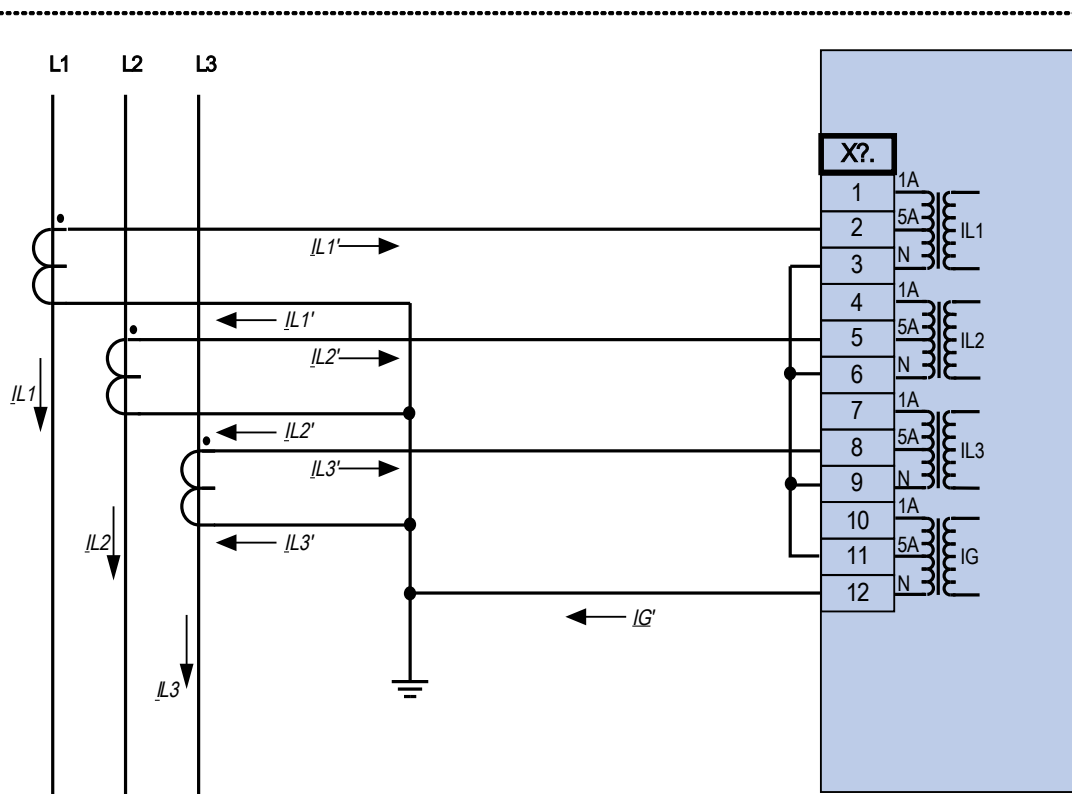 L1 L2 L3
X?.
1 1A
2 5A IL1
3 N
IL1'
4 1A
IL1'
5 5A IL2
IL2'
6 N
IL1
7 1A
IL2'
8 5A IL3
IL3'
9 N
10 1A
IL2
IL3'
11 5A IG
12 N
IG'
IL3